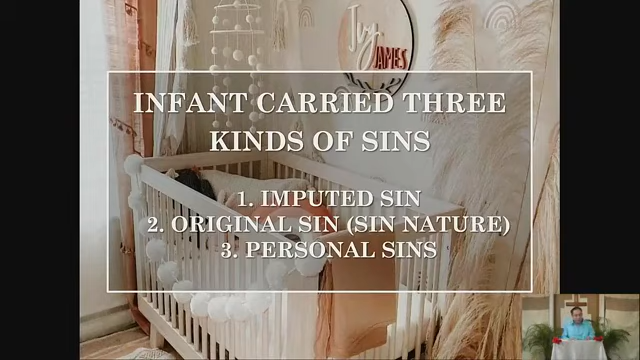 Ivy
JAMES
INFANT CARRIED THREE
KINDS OF SINS
1. IMPUTED SIN
2. ORIGINAL SIN (SIN NATURE)
3. PERSONAL SINS